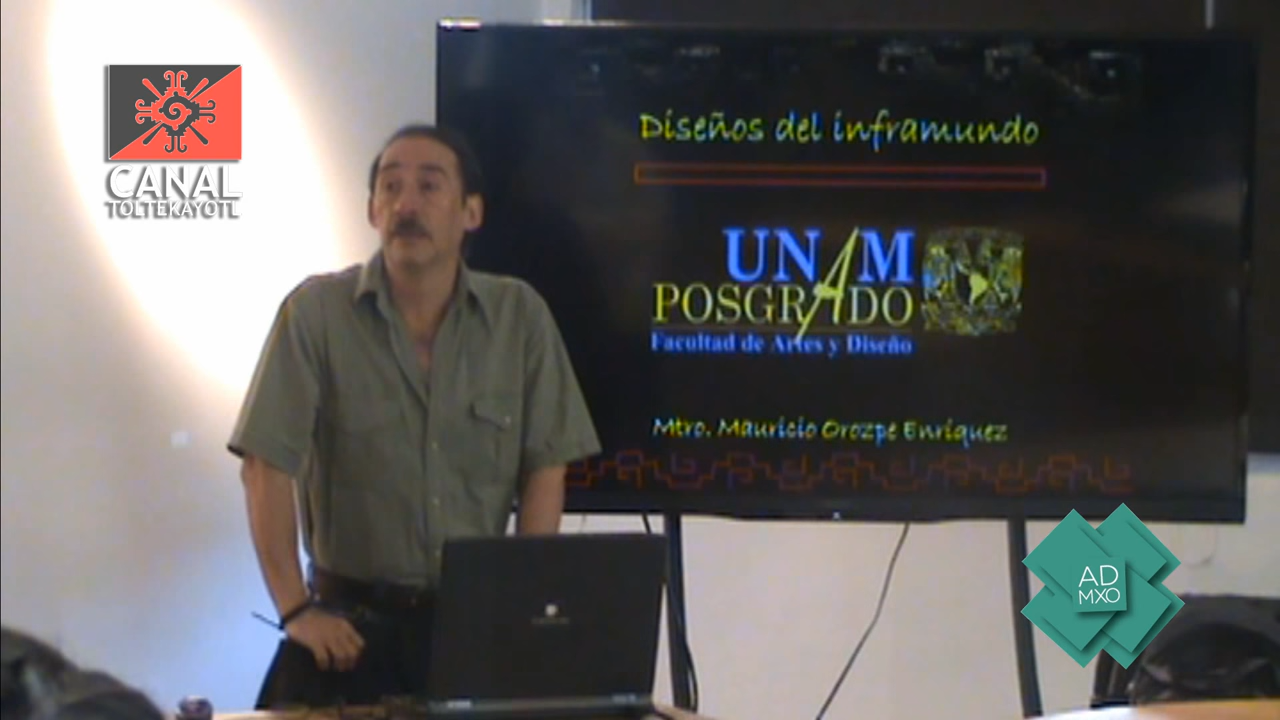 CANAL
TOLTEKAYOTL
Diseños del inframundo
UNAM
POSGRADO
Facultad de Artes y Diseño
Mtro. Mauricio Orozpe Enríquez
AD
MXO